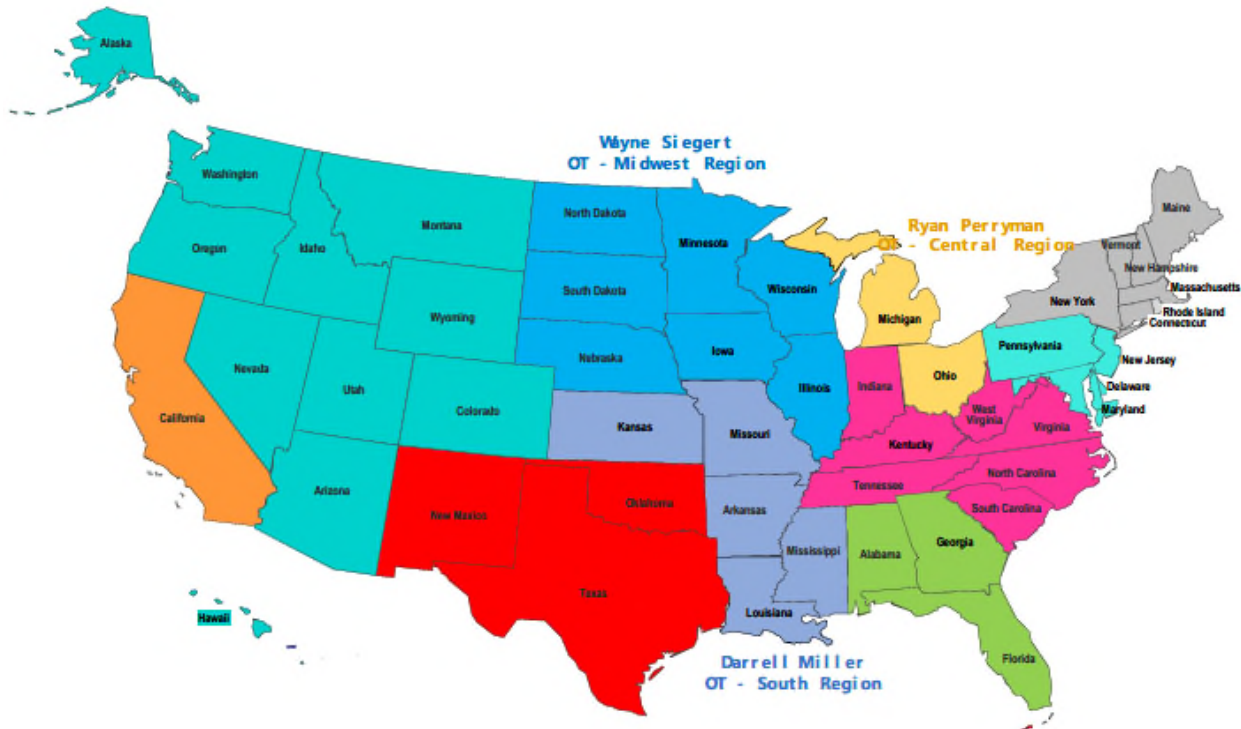 Alaska
Wayne Siegert
OT - Midwest Region
Washington
Montana
North Dakota
Minnesota
Ryan Perryman
OT - Central Region
Maine
Vermont
New Hampshire
Oregon
Idaho
South Dakota
Wisconsin
Michigan
New York
Massachusetts
Rhode Island
Connecticut
Wyoming
Nebraska
Iowa
Pennsylvania
New Jersey
Nevada
Utah
Colorado
Illinois
Indiana
Ohio
Delaware
Maryland
California
Kansas
Missouri
Kentucky
West
Virginia
Virginia
Arizona
New Mexico
Oklahoma
Arkansas
Tennessee
North Carolina
South Carolina
Mississippi
Alabama
Georgia
Hawaii
Texas
Louisiana
Florida
Darrell Miller
OT - South Region